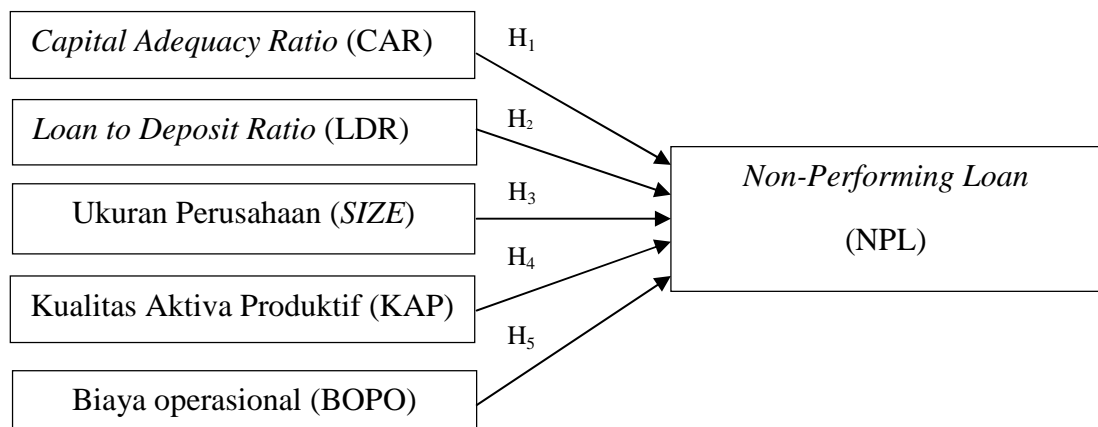 Capital Adequacy Ratio (CAR)
H₁
Loan to Deposit Ratio (LDR)
H₂
Ukuran Perusahaan (SIZE)
H₃
Kualitas Aktiva Produktif (KAP)
H₄
Biaya operasional (BOPO)
H₅
Non-Performing Loan
(NPL)